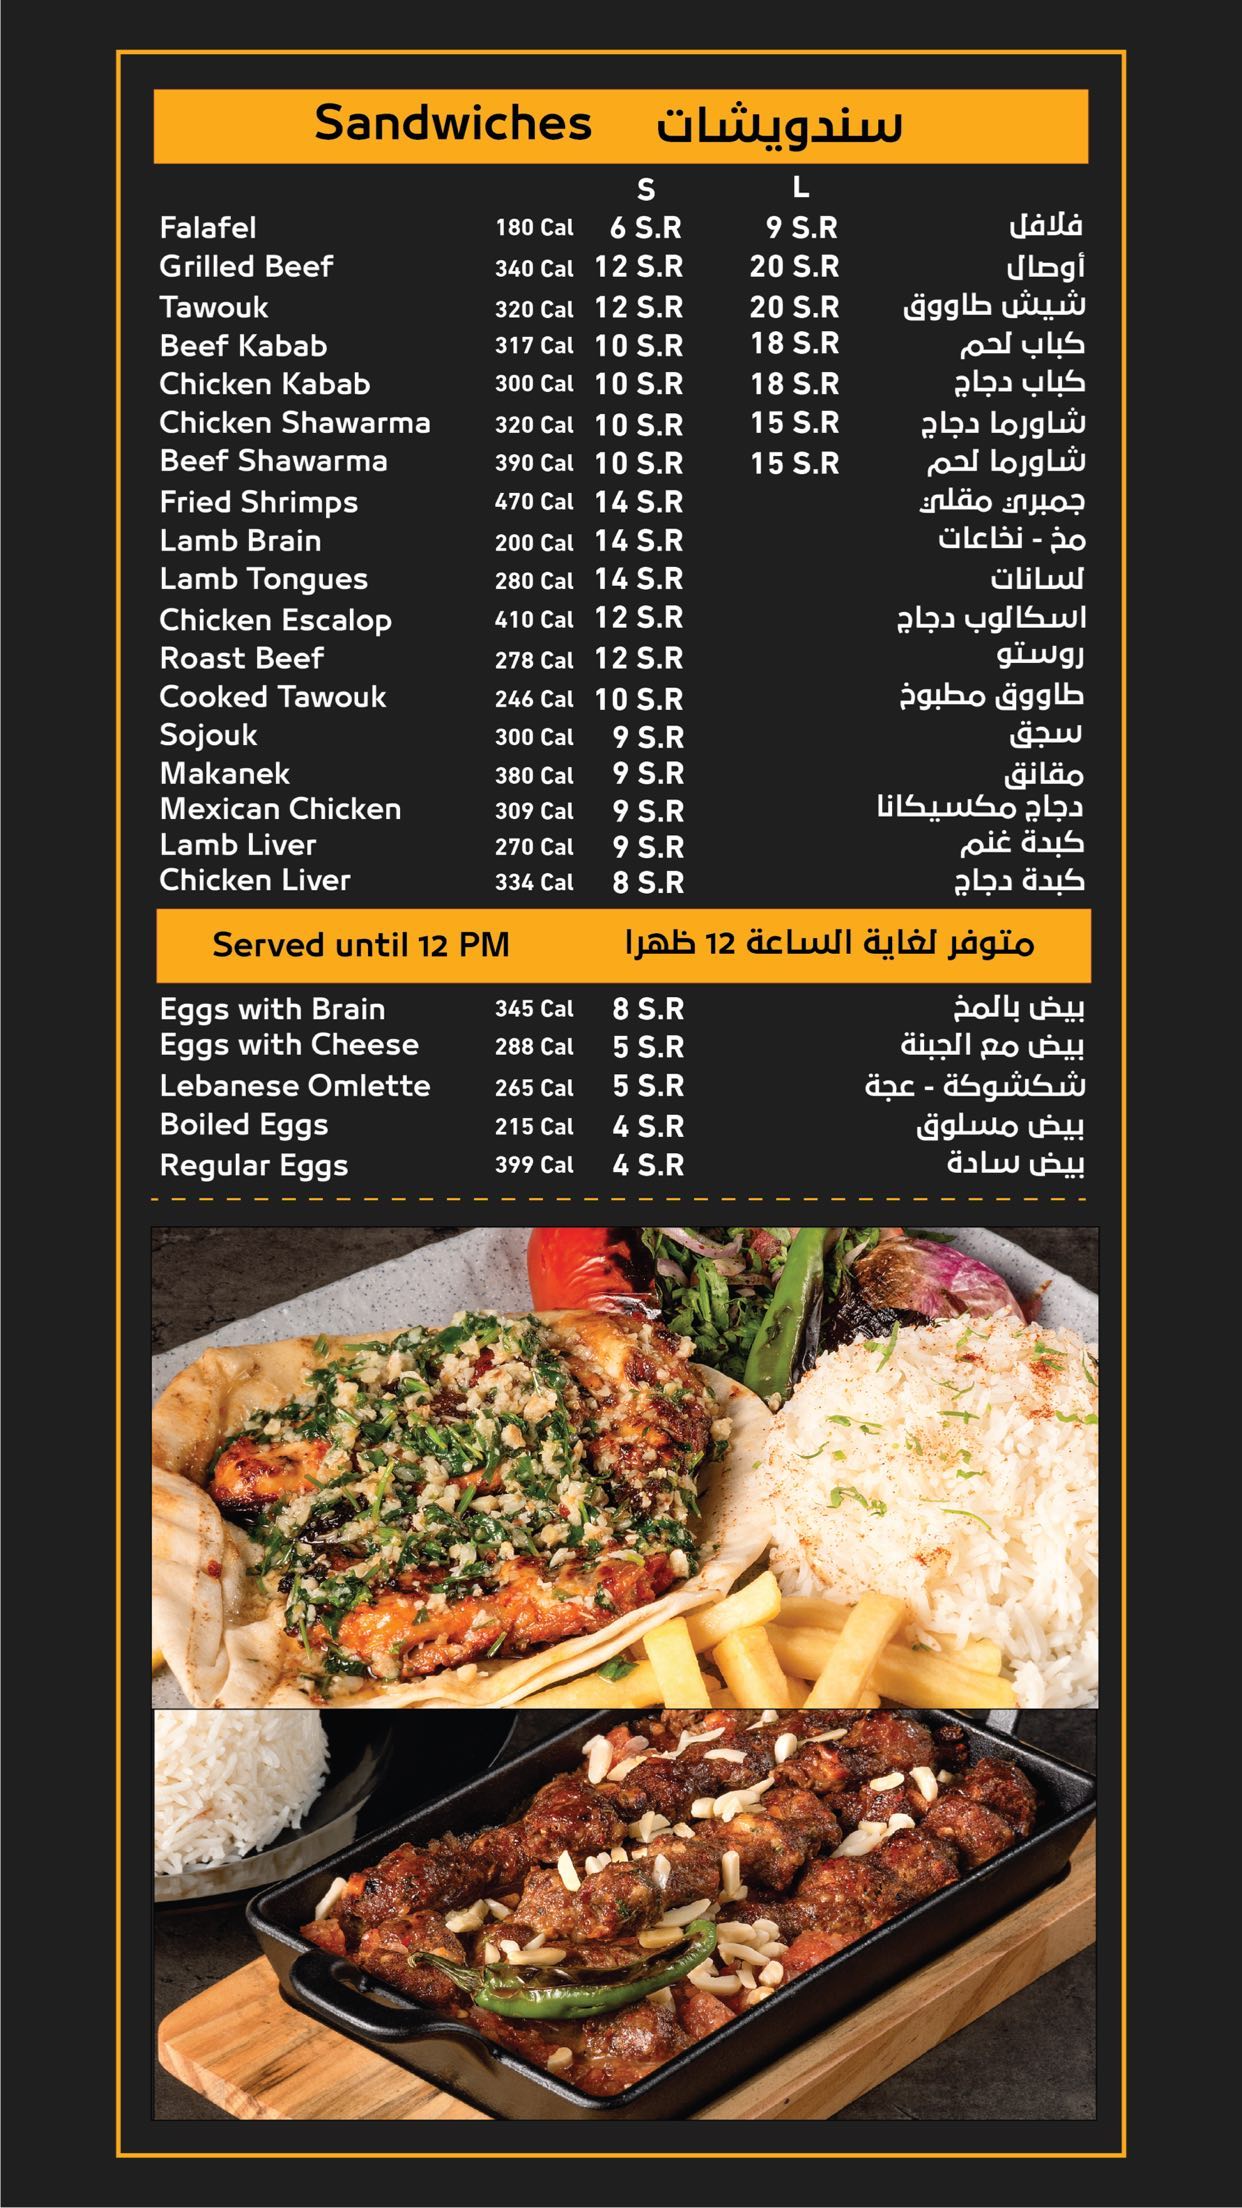 Sandwiches سندويشات
S L
Falafel 180 Cal 6 S.R 9 S.R فلافل
Grilled Beef 340 Cal 12 S.R 20 S.R أوصال
Tawouk 320 Cal 12 S.R 20 S.R شيش طاووق
Beef Kabab 317 Cal 10 S.R 18 S.R كباب لحم
Chicken Kabab 300 Cal 10 S.R 18 S.R كباب دجاج
Chicken Shawarma 320 Cal 10 S.R 15 S.R شاورما دجاج
Beef Shawarma 390 Cal 10 S.R 15 S.R شاورما لحم
Fried Shrimps 470 Cal 14 S.R جمبري مقلي
Lamb Brain 200 Cal 14 S.R مخ - نخاعات
Lamb Tongues 280 Cal 14 S.R لسانات
Chicken Escalop 410 Cal 12 S.R اسكالوب دجاج
Roast Beef 278 Cal 12 S.R روستو
Cooked Tawouk 246 Cal 10 S.R طاووق مطبوخ
Sojouk 300 Cal 9 S.R سجق
Makanek 380 Cal 9 S.R مقانق
Mexican Chicken 309 Cal 9 S.R دجاج مكسيكانا
Lamb Liver 270 Cal 9 S.R كبدة غنم
Chicken Liver 334 Cal 8 S.R كبدة دجاج
Served until 12 PM متوفر لغاية الساعة 12 ظهرا
Eggs with Brain 345 Cal 8 S.R بيض بالمخ
Eggs with Cheese 288 Cal 5 S.R بيض مع الجبنة
Lebanese Omlette 265 Cal 5 S.R شكشوكة - عجة
Boiled Eggs 215 Cal 4 S.R بيض مسلوق
Regular Eggs 399 Cal 4 S.R بيض سادة